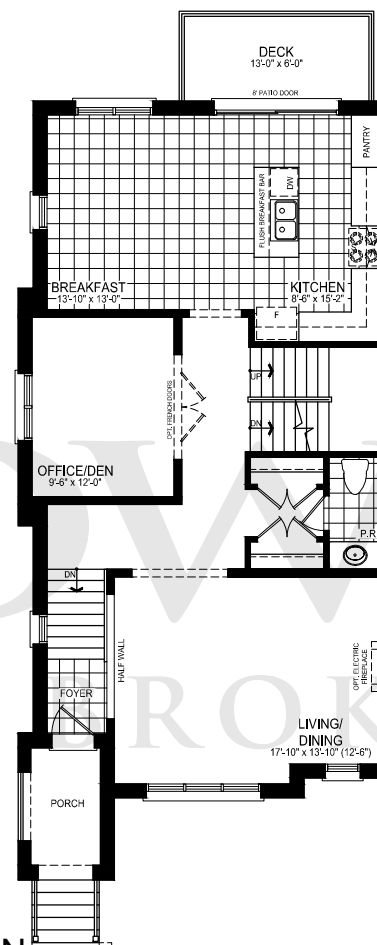 DECK
13'-0" x 6'-0"
8' PATIO DOOR
PANTRY
DW
FLUSH BREAKFAST BAR
BREAKFAST
13'-10" x 13'-0"
KITCHEN
8'-6" x 15'-2"
F
UP
OPT. FRENCH DOORS
DN
OFFICE/DEN
9'-6" x 12'-0"
P.R
DN
HALF WALL
OPT. ELECTRIC
FIREPLACE
FOYER
LIVING/
DINING
17'-10" x 13'-10" (12'-6")
PORCH
OW
BROK
N